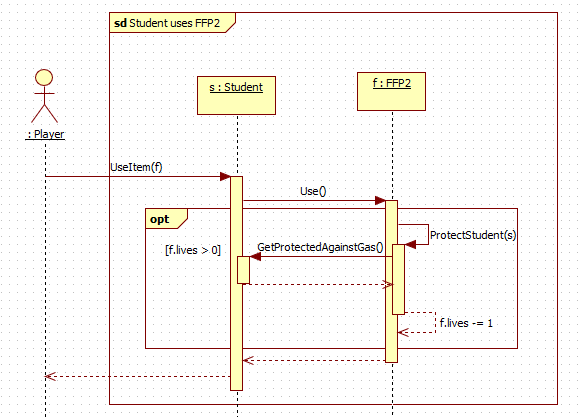 sd Student uses FFP2
s : Student
f : FFP2
: Player
UseItem(f)
Use()
opt
[f.lives > 0]
ProtectStudent(s)
GetProtectedAgainstGas()
f.lives -= 1